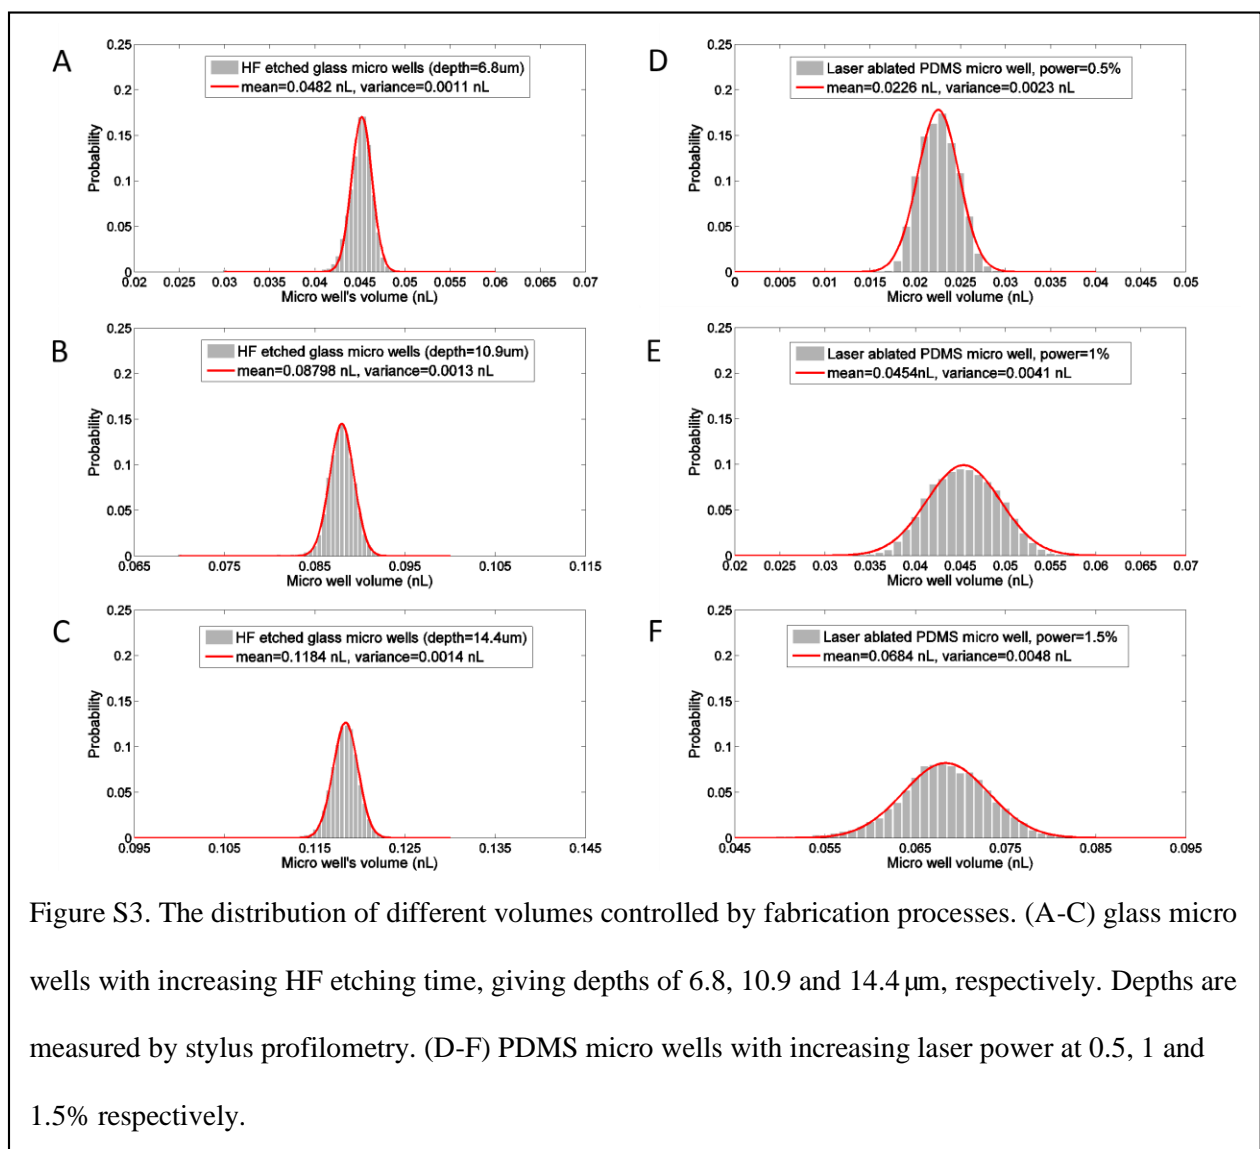 A
0.25
0.2
0.15
0.1
0.05
0
Probability
HF etched glass micro wells (depth=6.8um)
mean=0.0482 nL, variance=0.0011 nL
0.02 0.025 0.03 0.035 0.04 0.045 0.05 0.055 0.06 0.065 0.07
Micro well's volume (nL)
B
0.25
0.2
0.15
0.1
0.05
0
Probability
HF etched glass micro wells (depth=10.9um)
mean=0.08798 nL, variance=0.0013 nL
0.065 0.075 0.085 0.095 0.105 0.115
Micro well volume (nL)
C
0.25
0.2
0.15
0.1
0.05
0
Probability
HF etched glass micro wells (depth=14.4um)
mean=0.1184 nL, variance=0.0014 nL
0.095 0.105 0.115 0.125 0.135 0.145
Micro well's volume (nL)
D
0.25
0.2
0.15
0.1
0.05
0
Probability
Laser ablated PDMS micro well, power=0.5%
mean=0.0226 nL, variance=0.0023 nL
0 0.005 0.01 0.015 0.02 0.025 0.03 0.035 0.04 0.045 0.05
Micro well volume (nL)
E
0.25
0.2
0.15
0.1
0.05
0
Probability
Laser ablated PDMS micro well, power=1%
mean=0.0454nL, variance=0.0041 nL
0.02 0.025 0.03 0.035 0.04 0.045 0.05 0.055 0.06 0.065 0.07
Micro well volume (nL)
F
0.25
0.2
0.15
0.1
0.05
0
Probability
Laser ablated PDMS micro well, power=1.5%
mean=0.0684 nL, variance=0.0048 nL
0.045 0.055 0.065 0.075 0.085 0.095
Micro well volume (nL)
Figure S3. The distribution of different volumes controlled by fabrication processes. (A-C) glass micro
wells with increasing HF etching time, giving depths of 6.8, 10.9 and 14.4 μm, respectively. Depths are
measured by stylus profilometry. (D-F) PDMS micro wells with increasing laser power at 0.5, 1 and
1.5% respectively.